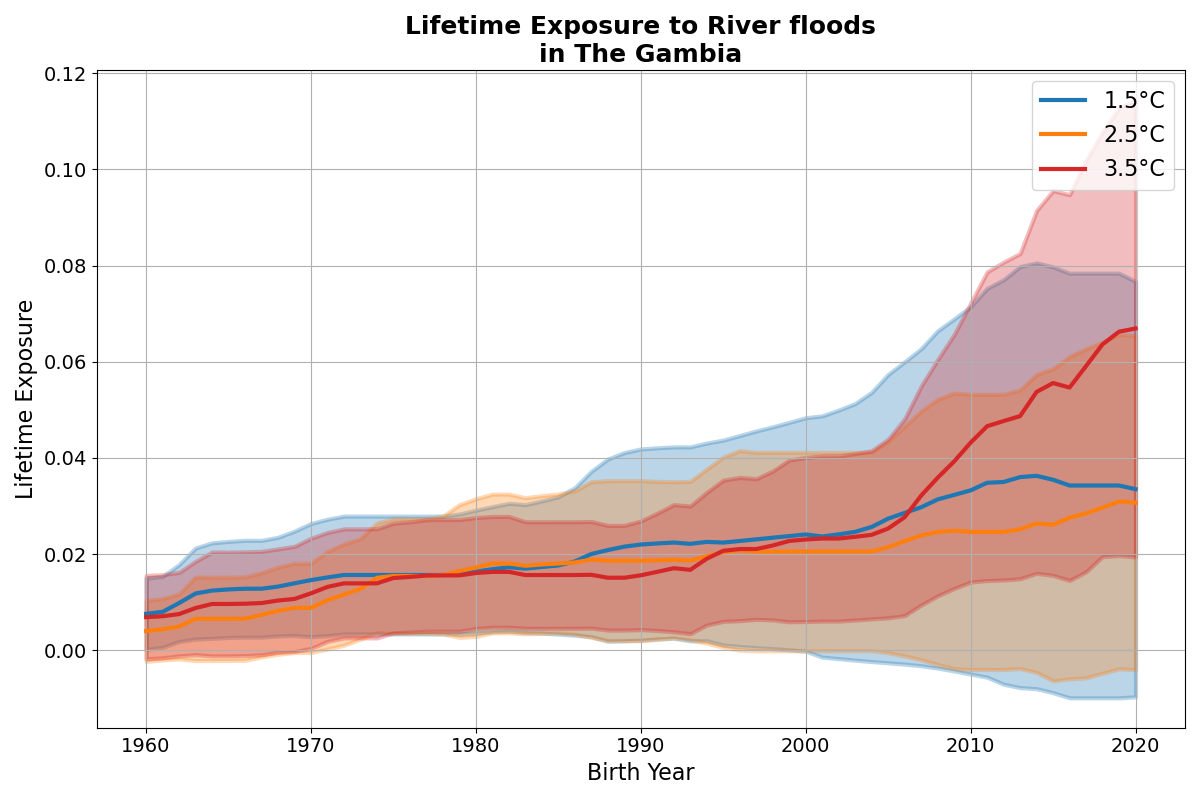 Lifetime Exposure to River floods
in The Gambia
0.12
0.10
0.08
0.06
0.04
0.02
0.00
Lifetime Exposure
1.5°C
2.5°C
3.5°C
1960 1970 1980 1990 2000 2010 2020
Birth Year